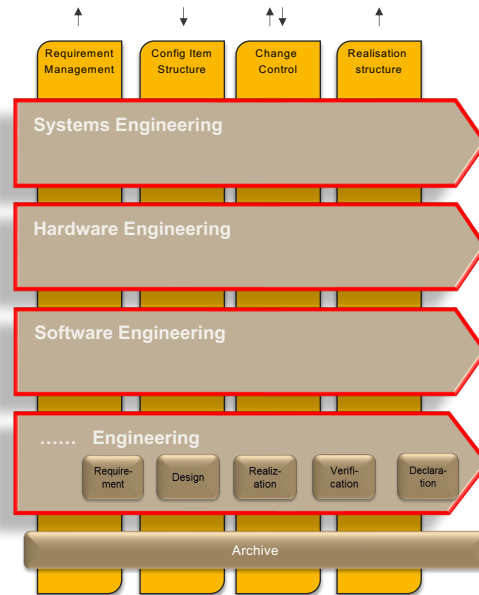 Requirement
Management
Config Item
Structure
Change
Control
Realisation
structure
Systems Engineering
Hardware Engineering
Software Engineering
...... Engineering
Require-
ment
Design
Realiz-
ation
Verifi-
cation
Declara-
tion
Archive